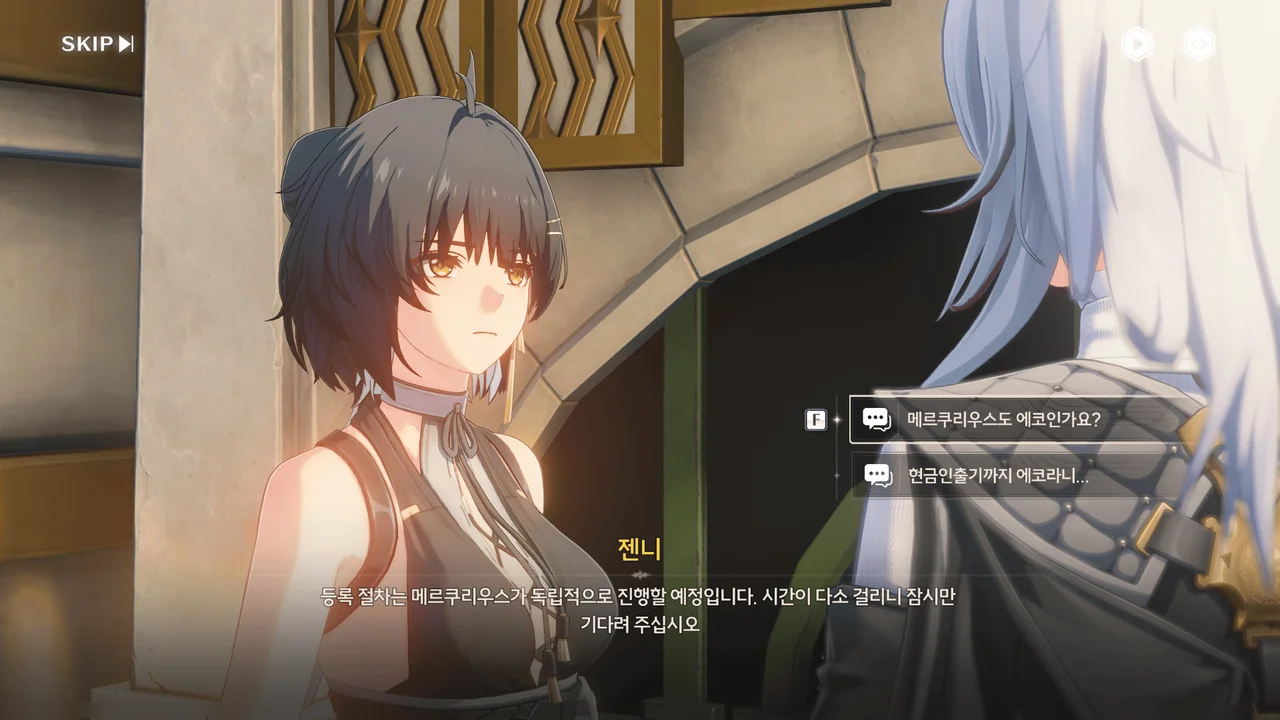 SKIP
F
메르쿠리우스도 에코인가요?
현금인출기까지 에코라니...
젠니
등록 절차는 메르쿠리우스가 독립적으로 진행할 예정입니다. 시간이 다소 걸리니 잠시만
기다려 주십시오